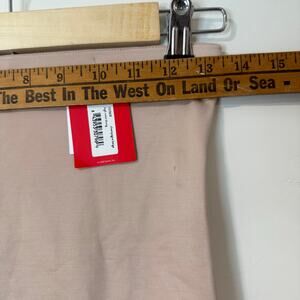 8 9 10 11 12 13 14 15
The Best In The West On Land Or Sea -